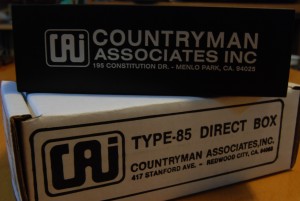 CAI COUNTRYMAN
ASSOCIATES INC
195 CONSTITUTION DR. - MENLO PARK, CA. 94025
CAI TYPE-85 DIRECT BOX
COUNTRYMAN ASSOCIATES, INC.
417 STANFORD AVE. - REDWOOD CITY, CA. 94063